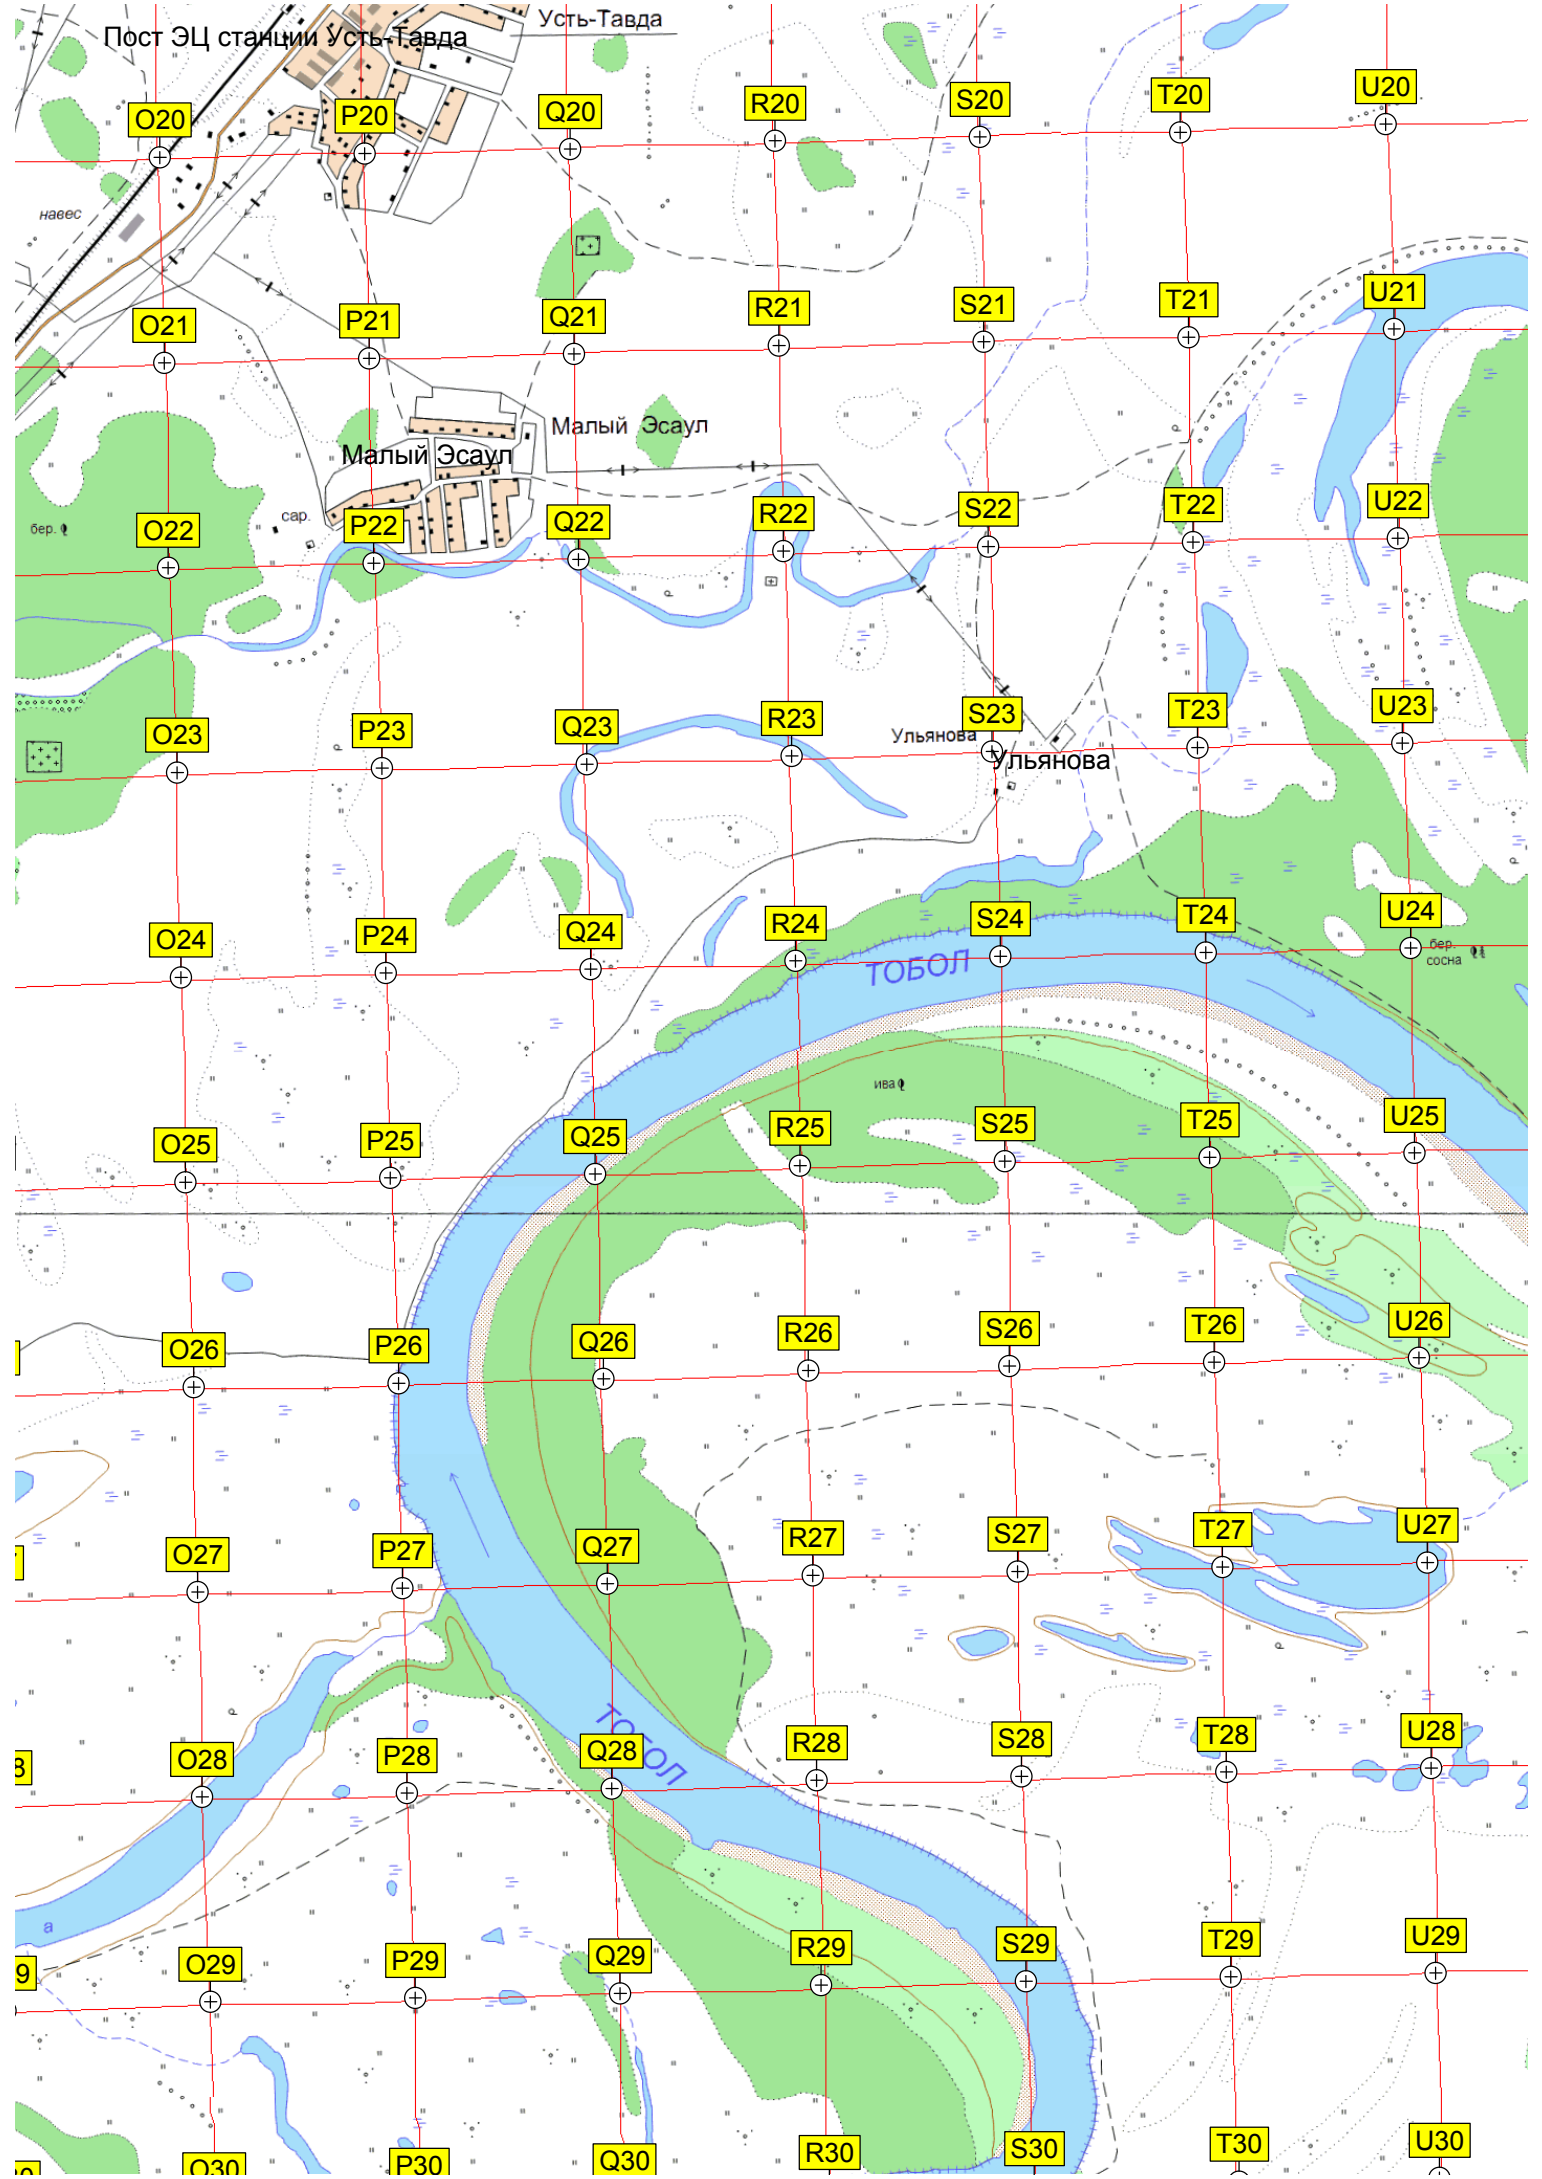 Усть-Тавда
Пост ЭЦ станции Усть-Тавда
O20 P20 Q20 R20 S20 T20 U20
навес
O21 P21 Q21 R21 S21 T21 U21
Малый Эсаул
Малый Эсаул
сар.
бер.
O22 P22 Q22 R22 S22 T22 U22
O23 P23 Q23 R23 S23 T23 U23
Ульянова
Ульянова
O24 P24 Q24 R24 S24 T24 U24
бер.
сосна
ТОБОЛ
ива
O25 P25 Q25 R25 S25 T25 U25
O26 P26 Q26 R26 S26 T26 U26
O27 P27 Q27 R27 S27 T27 U27
ТОБОЛ
8 O28 P28 Q28 R28 S28 T28 U28
а
9 O29 P29 Q29 R29 S29 T29 U29
O30 P30 Q30 R30 S30 T30 U30